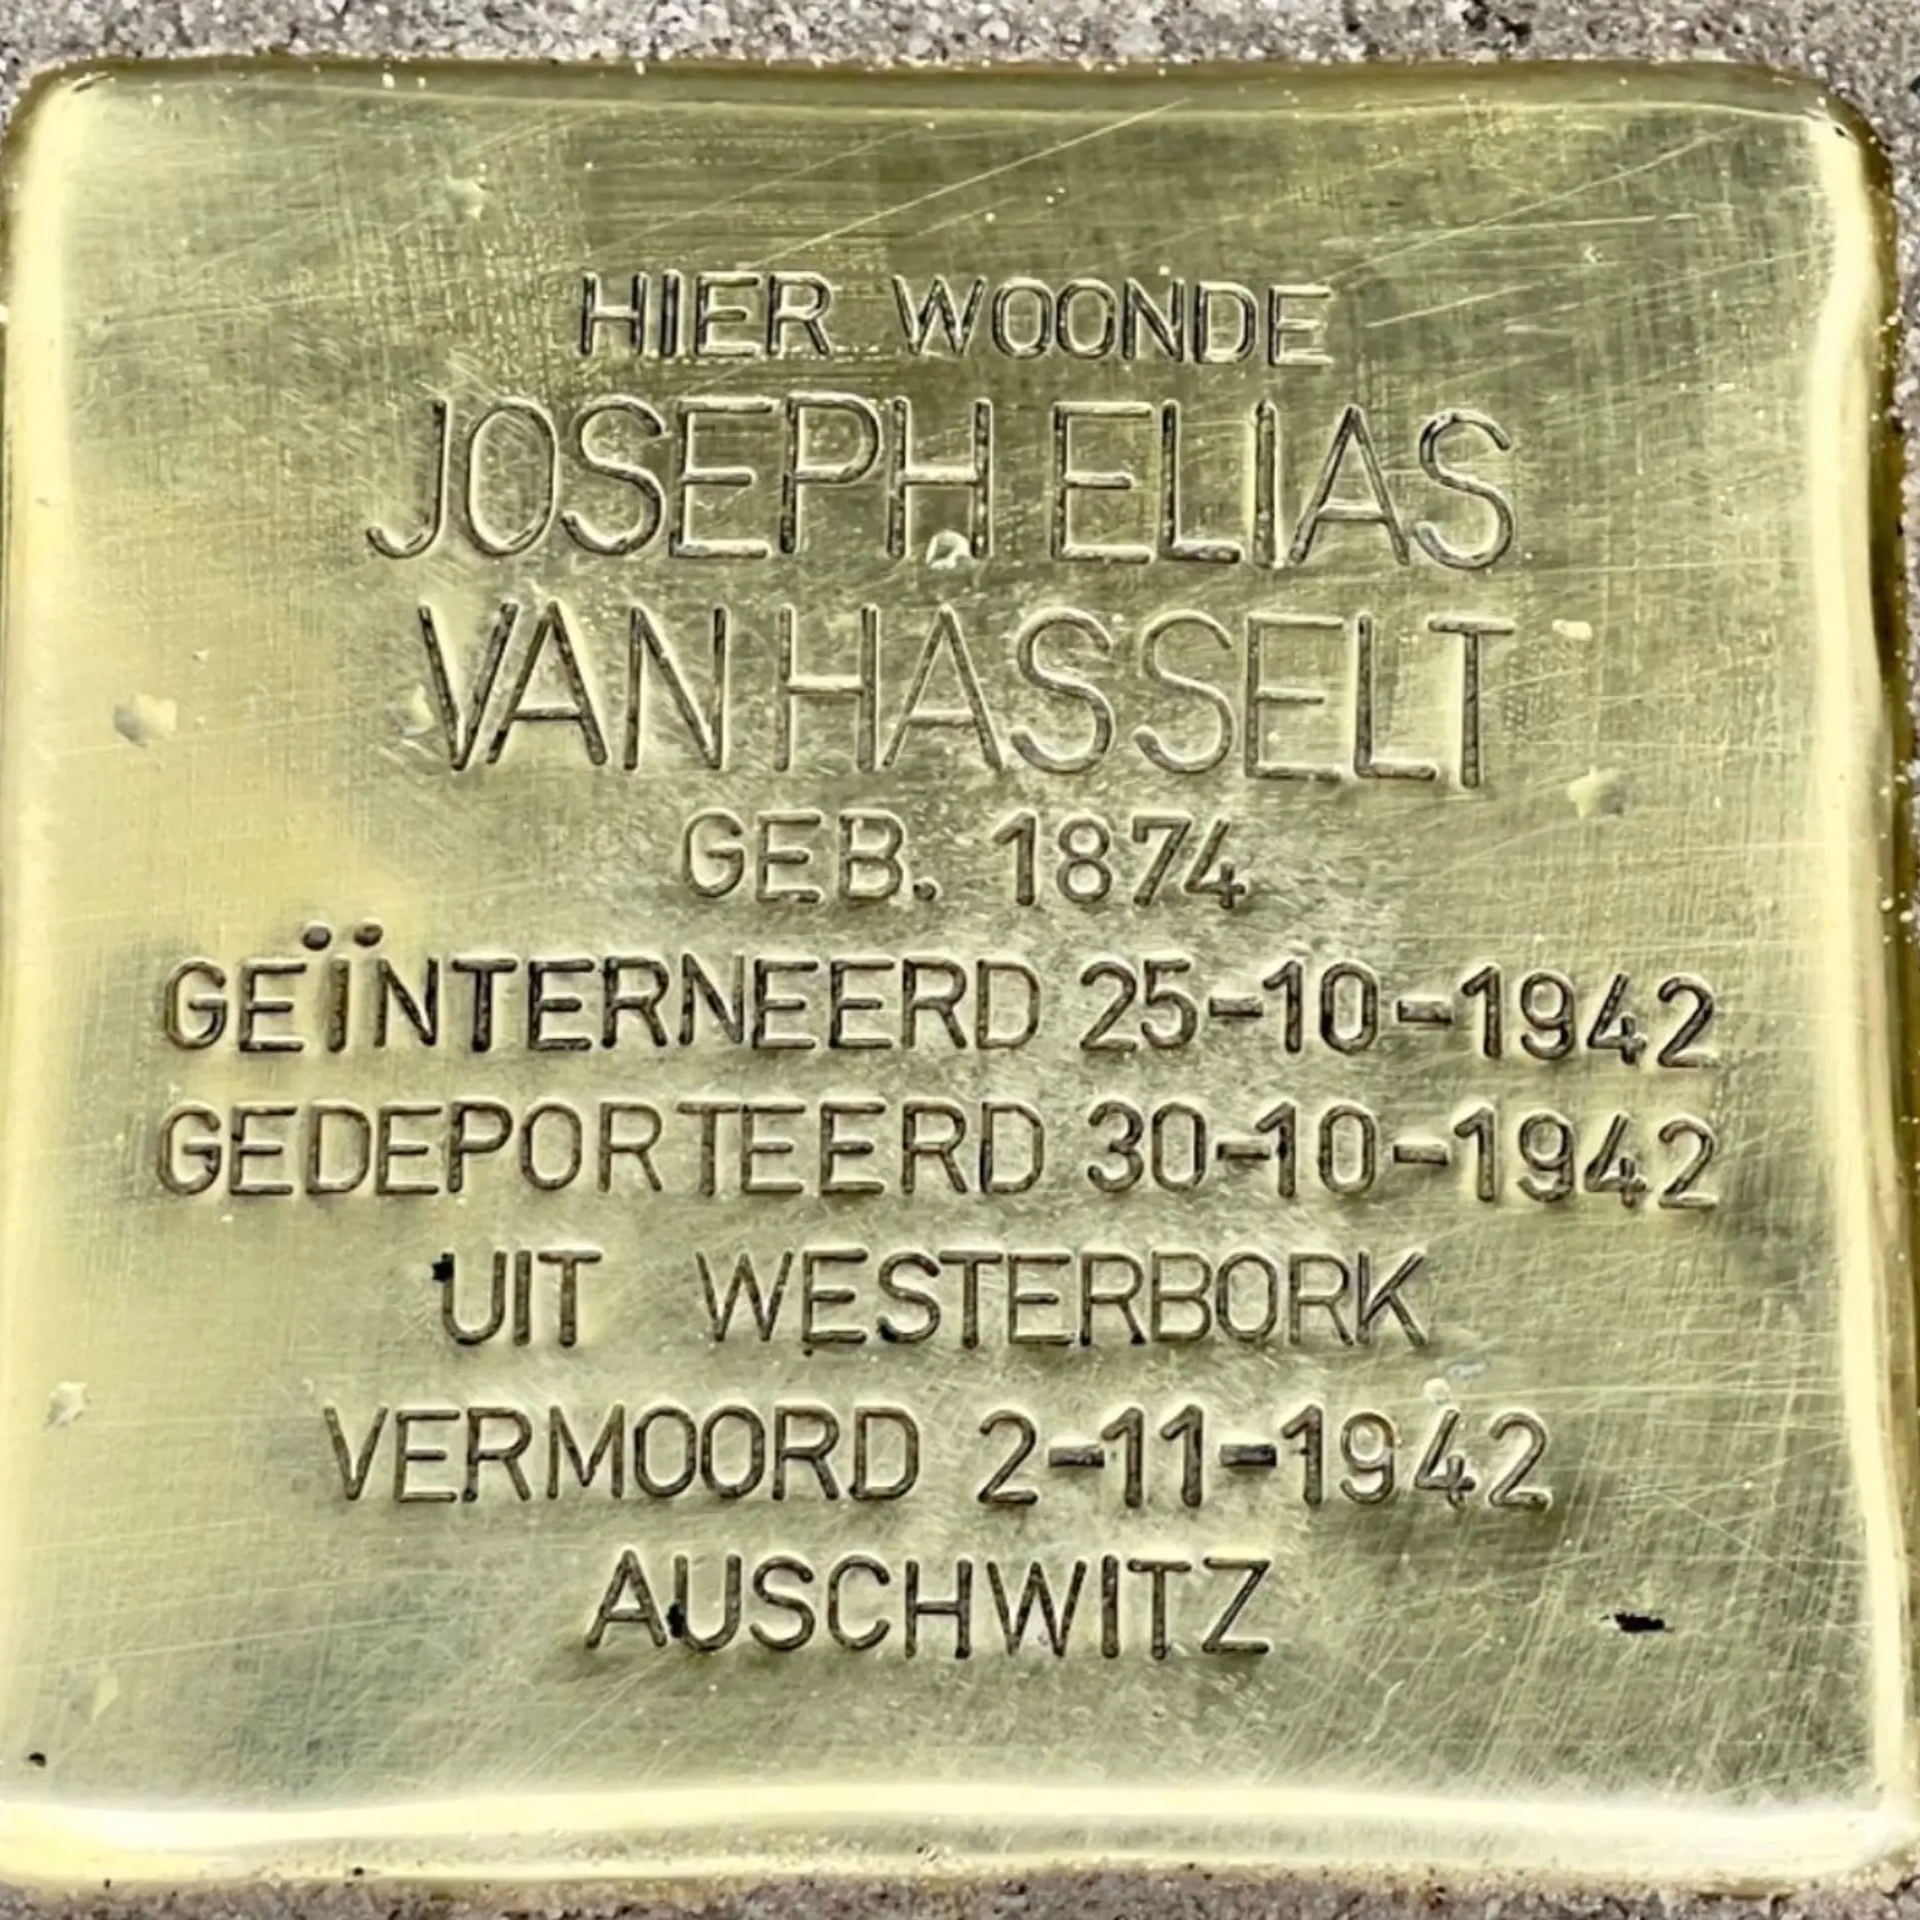 HIER WOONDE
JOSEPH ELIAS
VAN HASSELT
GEB. 1874
GEÏNTERNEERD 25-10-1942
GEDEPORTEERD 30-10-1942
UIT WESTERBORK
VERMOORD 2-11-1942
AUSCHWITZ